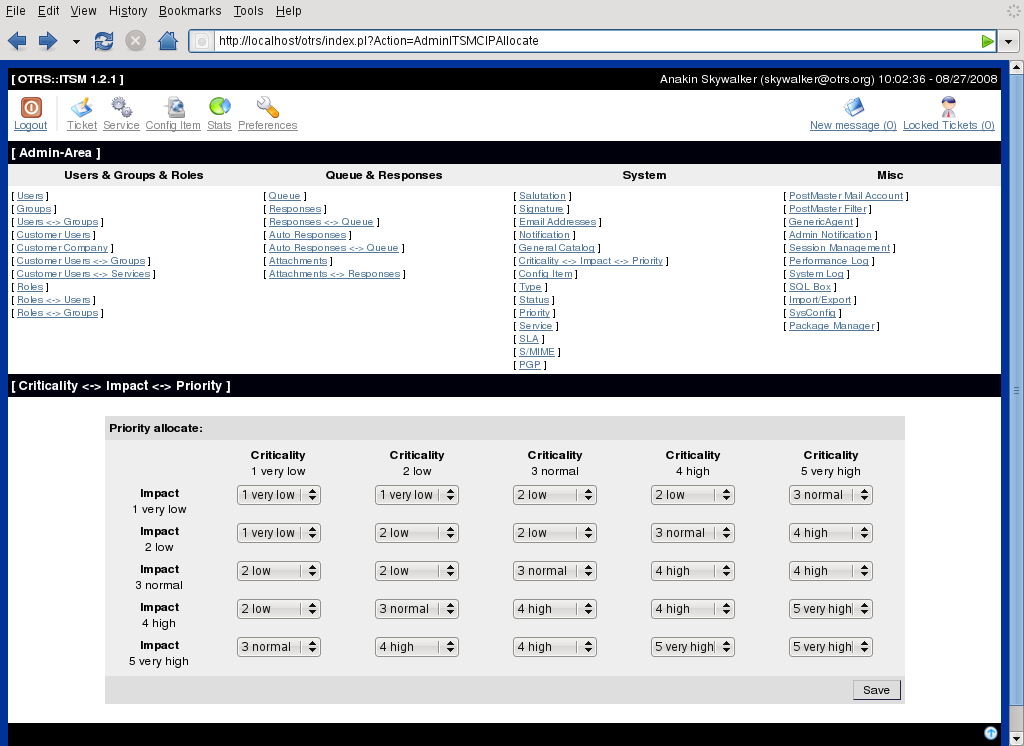 File Edit View History Bookmarks Tools Help
http://localhost/otrs/index.pl?Action=AdminITSMCIPAllocate
[ OTRS::ITSM 1.2.1 ] Anakin Skywalker (skywalker@otrs.org) 10:02:36 - 08/27/2008
Logout Ticket Service Config Item Stats Preferences New message (0) Locked Tickets (0)
[ Admin-Area ]
Users & Groups & Roles Queue & Responses System Misc
[ Users ] [ Queue ] [ Salutation ] [ PostMaster Mail Account ]
[ Groups ] [ Responses ] [ Signature ] [ PostMaster Filter ]
[ Users <-> Groups ] [ Responses <-> Queue ] [ Email Addresses ] [ GenericAgent ]
[ Customer Users ] [ Auto Responses ] [ Notification ] [ Admin Notification ]
[ Customer Company ] [ Auto Responses <-> Queue ] [ General Catalog ] [ Session Management ]
[ Customer Users <-> Groups ] [ Attachments ] [ Criticality <-> Impact <-> Priority ] [ Performance Log ]
[ Customer Users <-> Services ] [ Attachments <-> Responses ] [ Config Item ] [ System Log ]
[ Roles ] [ Type ] [ SQL Box ]
[ Roles <-> Users ] [ Status ] [ Import/Export ]
[ Roles <-> Groups ] [ Priority ] [ SysConfig ]
[ Service ] [ Package Manager ]
[ SLA ]
[ S/MIME ]
[ PGP ]
[ Criticality <-> Impact <-> Priority ]
Priority allocate:
Criticality Criticality Criticality Criticality Criticality
1 very low 2 low 3 normal 4 high 5 very high
Impact 1 very low 1 very low 2 low 2 low 3 normal
1 very low
Impact 1 very low 2 low 2 low 3 normal 4 high
2 low
Impact 2 low 2 low 3 normal 4 high 4 high
3 normal
Impact 2 low 3 normal 4 high 4 high 5 very high
4 high
Impact 3 normal 4 high 4 high 5 very high 5 very high
5 very high
Save